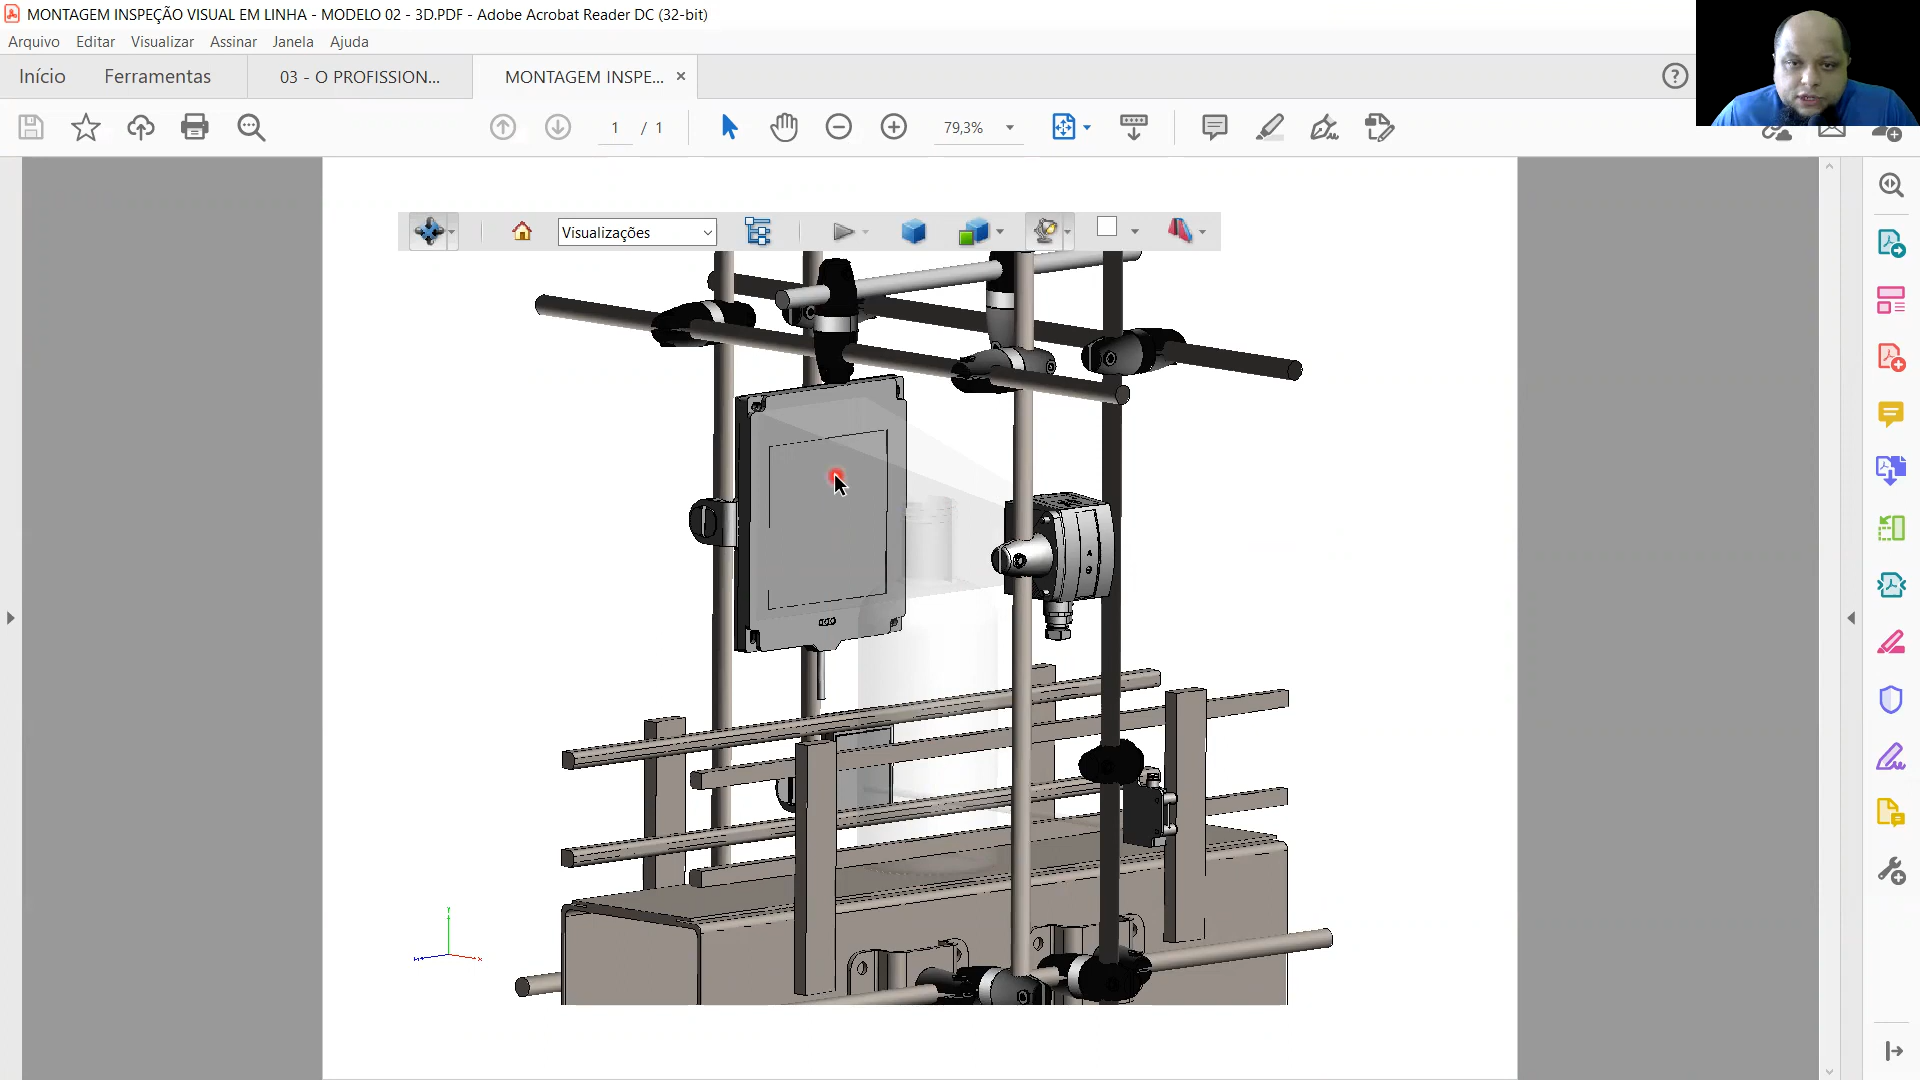 MONTAGEM INSPEÇÃO VISUAL EM LINHA - MODELO 02 - 3D.PDF - Adobe Acrobat Reader DC (32-bit)
Arquivo Editar Visualizar Assinar Janela Ajuda
Início Ferramentas 03 - O PROFISSION... MONTAGEM INSPE... ×
1 / 1 79,3%
Visualizações